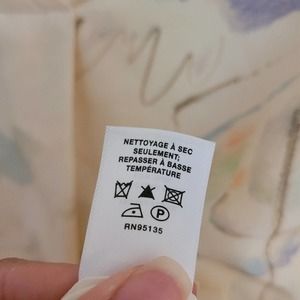 NETTOYAGE À SEC
SEULEMENT;
REPASSER À BASSE
TEMPÉRATURE
P
RN95135